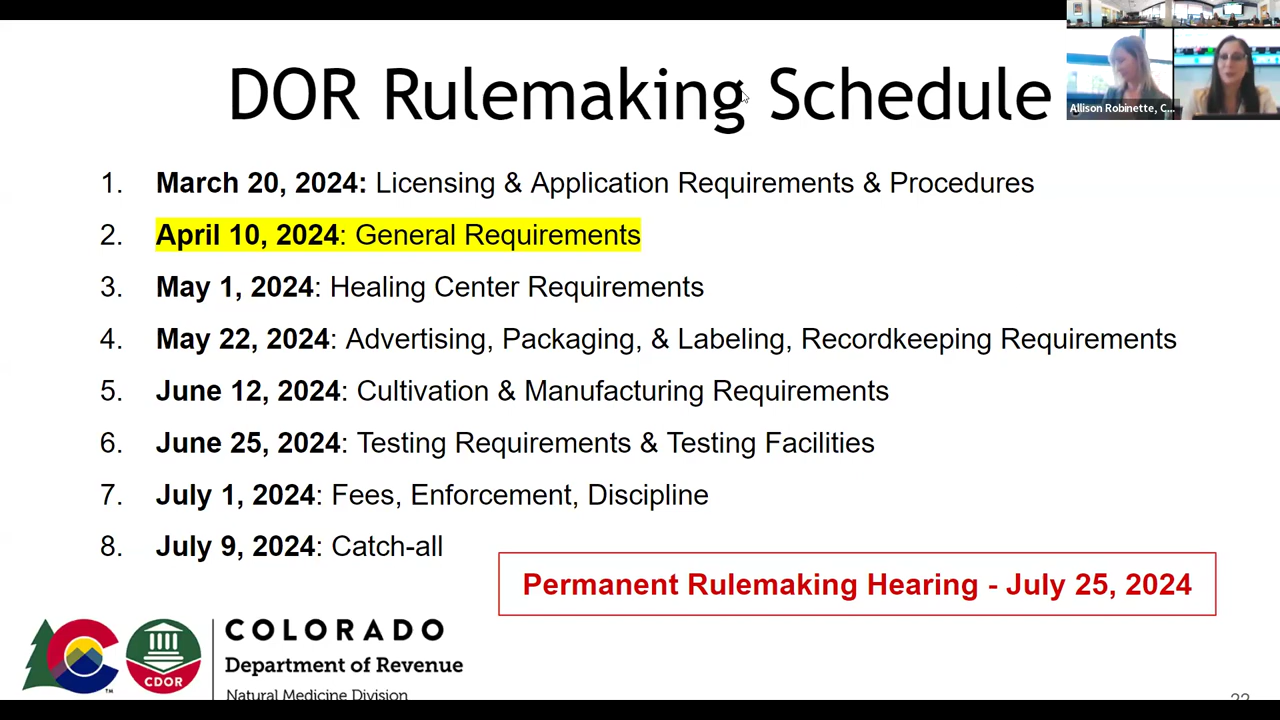 DOR Rulemaking Schedule
Allison Robinette, C...
1. March 20, 2024: Licensing & Application Requirements & Procedures
2. April 10, 2024: General Requirements
3. May 1, 2024: Healing Center Requirements
4. May 22, 2024: Advertising, Packaging, & Labeling, Recordkeeping Requirements
5. June 12, 2024: Cultivation & Manufacturing Requirements
6. June 25, 2024: Testing Requirements & Testing Facilities
7. July 1, 2024: Fees, Enforcement, Discipline
8. July 9, 2024: Catch-all
Permanent Rulemaking Hearing - July 25, 2024
CDOR
TM
COLORADO
Department of Revenue
Natural Medicine Division